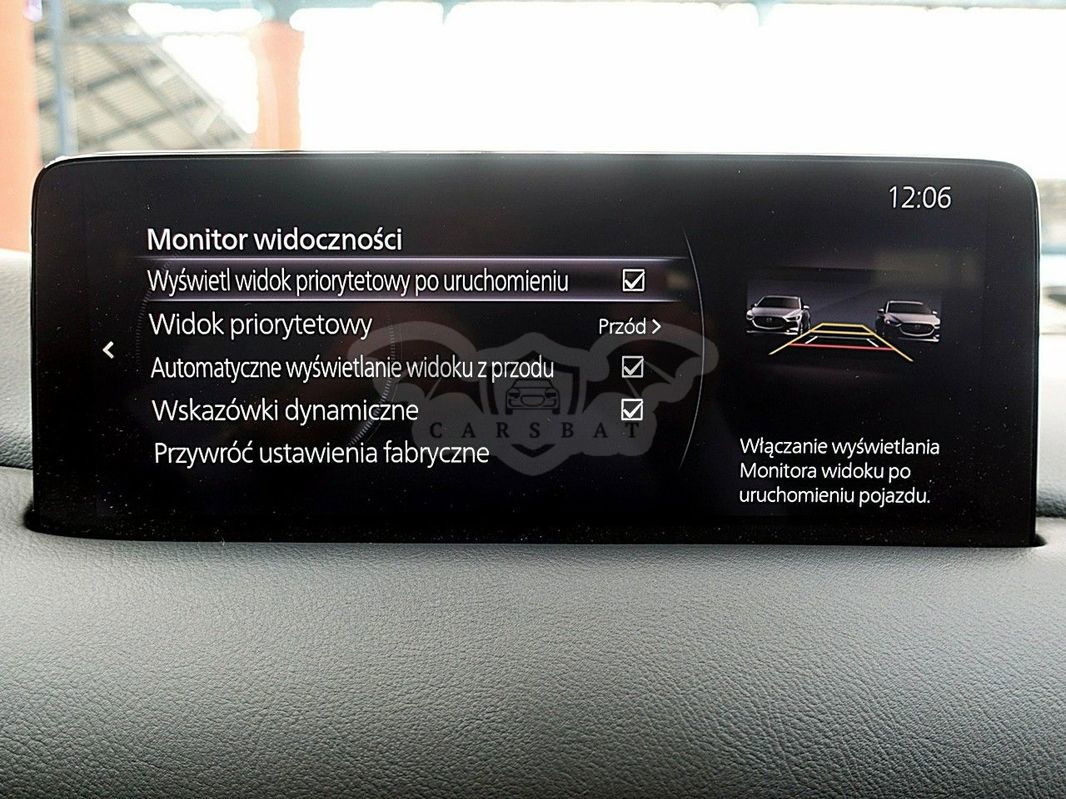 12:06
Monitor widoczności
Wyświetl widok priorytetowy po uruchomieniu
Widok priorytetowy Przód >
Automatyczne wyświetlanie widoku z przodu
Wskazówki dynamiczne
Przywróć ustawienia fabryczne
CARSBAT
Włączanie wyświetlania
Monitora widoku po
uruchomieniu pojazdu.